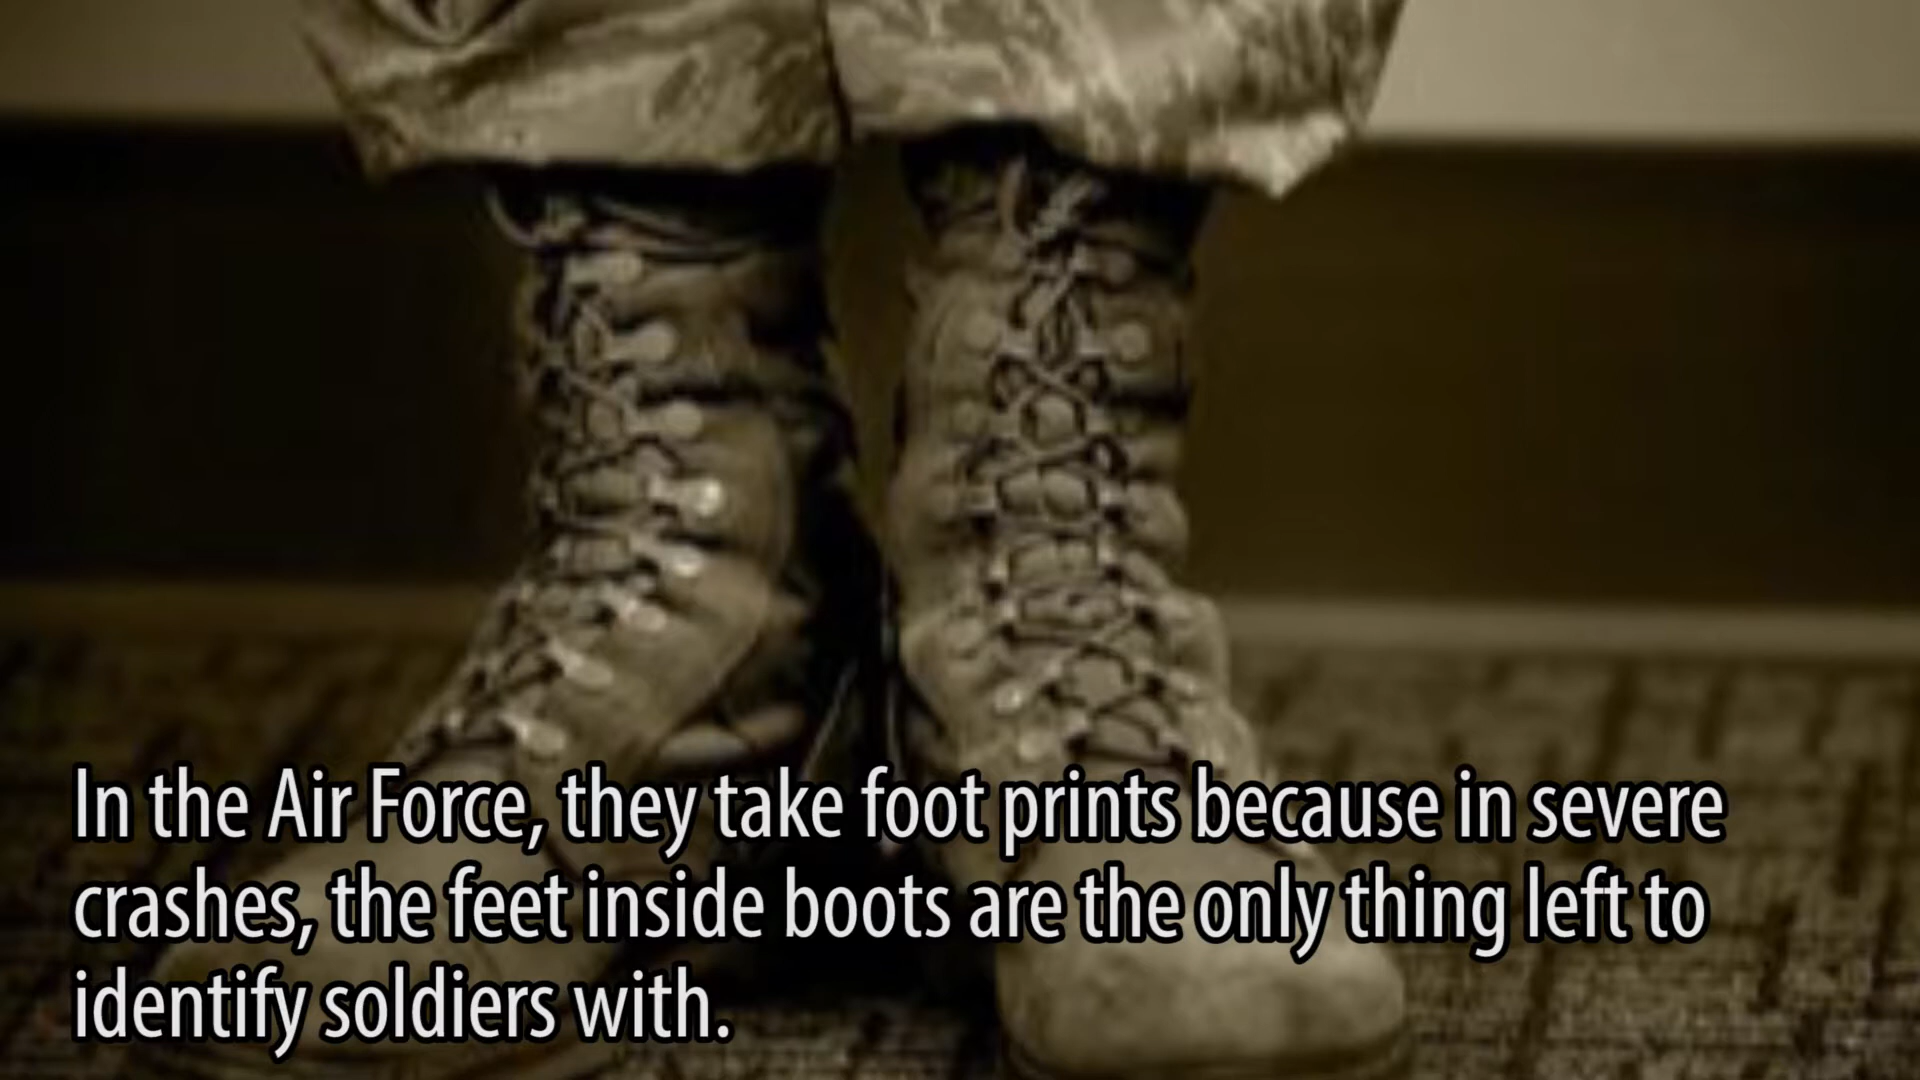 In the Air Force, they take foot prints because in severe
crashes, the feet inside boots are the only thing left to
identify soldiers with.